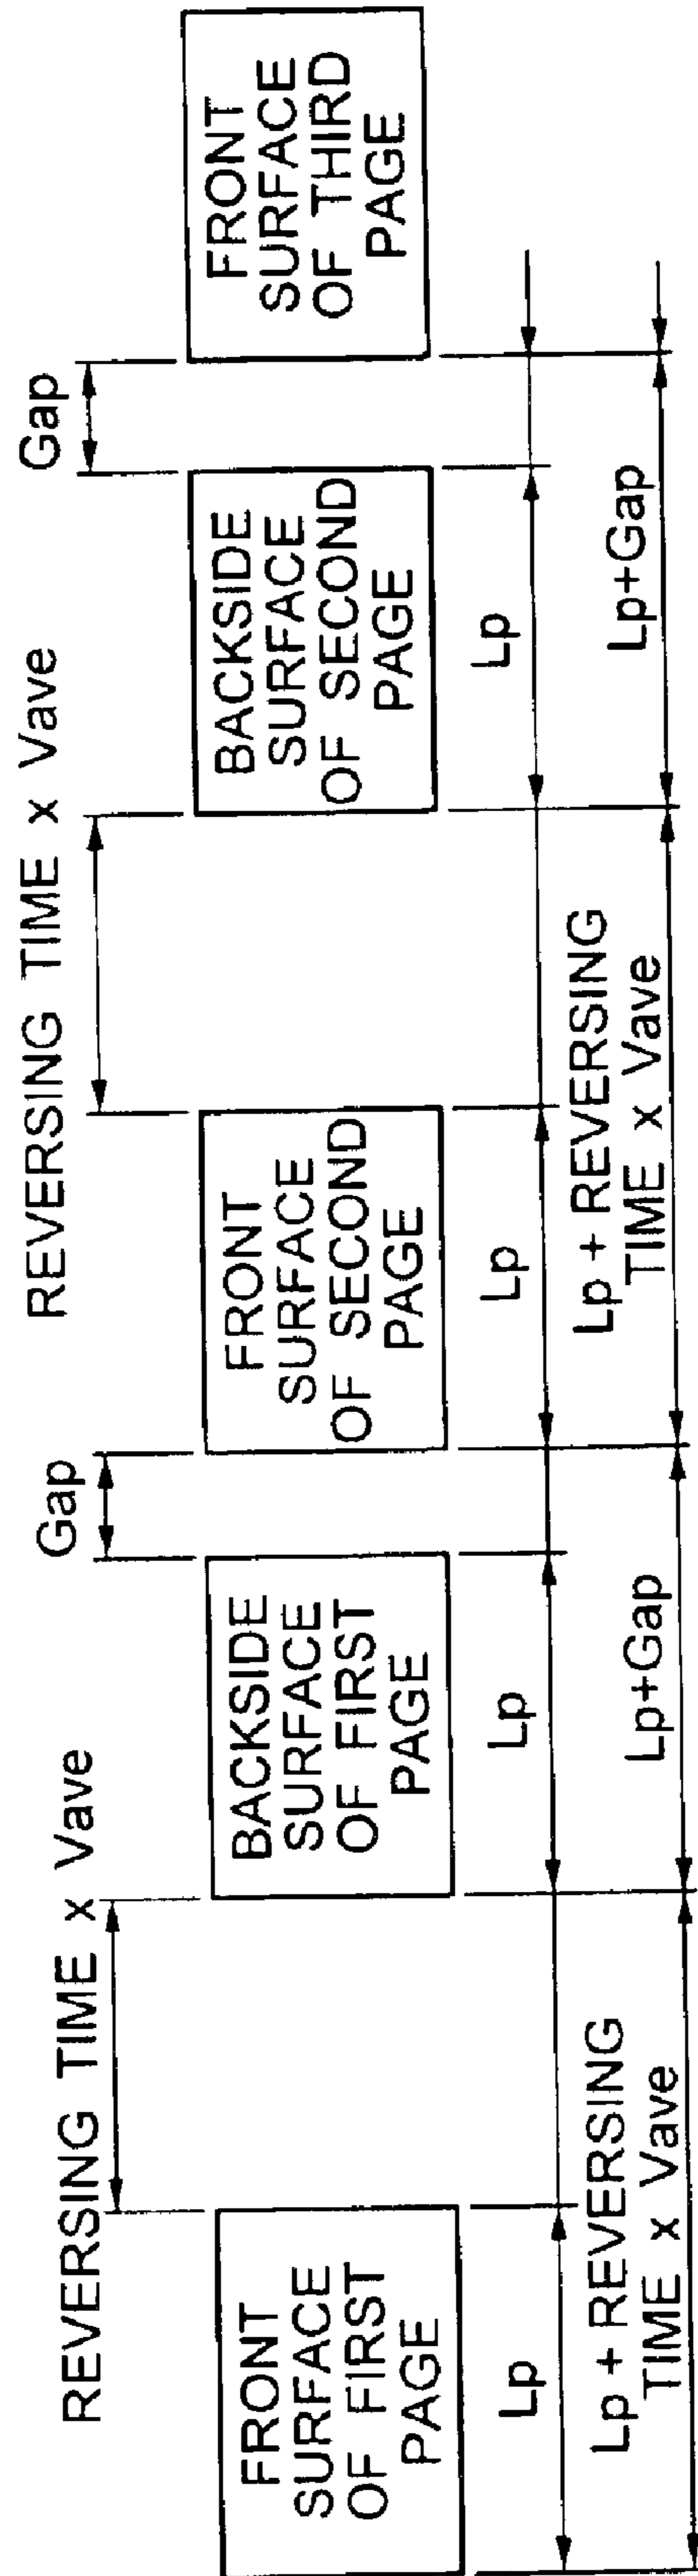 REVERSING TIME x Vave
Gap
REVERSING TIME x Vave
Gap
FRONT
SURFACE
OF FIRST
PAGE
BACKSIDE
SURFACE
OF FIRST
PAGE
FRONT
SURFACE
OF SECOND
PAGE
BACKSIDE
SURFACE
OF SECOND
PAGE
FRONT
SURFACE
OF THIRD
PAGE
Lp
Lp
Lp
Lp
Lp + REVERSING
TIME x Vave
Lp+Gap
Lp + REVERSING
TIME x Vave
Lp+Gap